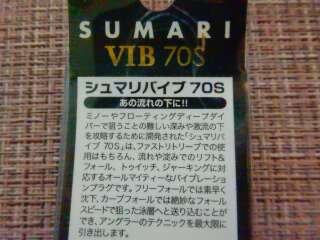 SUMARI
VIB 70S
シュマリバイブ 70S
あの流れの下に!!
ミノーやフローティングディープダイ
バーで狙うことの難しい深みや激流の下
を攻略するために開発された「シュマリバ
イブ 70S」は、ファストリトリーブでの使
用はもちろん、流れや淀みでのリフト&
フォール、トゥイッチ、ジャーキングに対
応するオールマイティーなバイブレーショ
ンプラグです。フリーフォールでは素早く
沈下、カーブフォールでは絶妙なフォール
スピードで狙った泳層へと送り込むことがで
き、アングラーのテクニックを最大限に
引き出します。